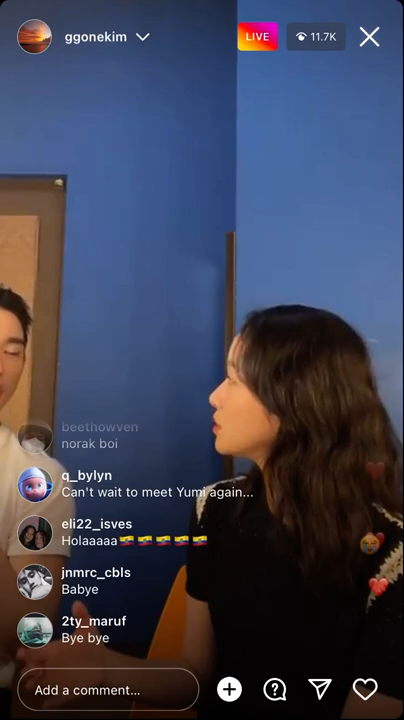 ggonekim
LIVE
11.7K
beethowven
norak boi
q_bylyn
Can't wait to meet Yumi again...
eli22_isves
Holaaaaa🇻🇪🇻🇪🇻🇪🇻🇪🇻🇪
jnmrc_cbls
Babye
2ty_maruf
Bye bye
Add a comment...